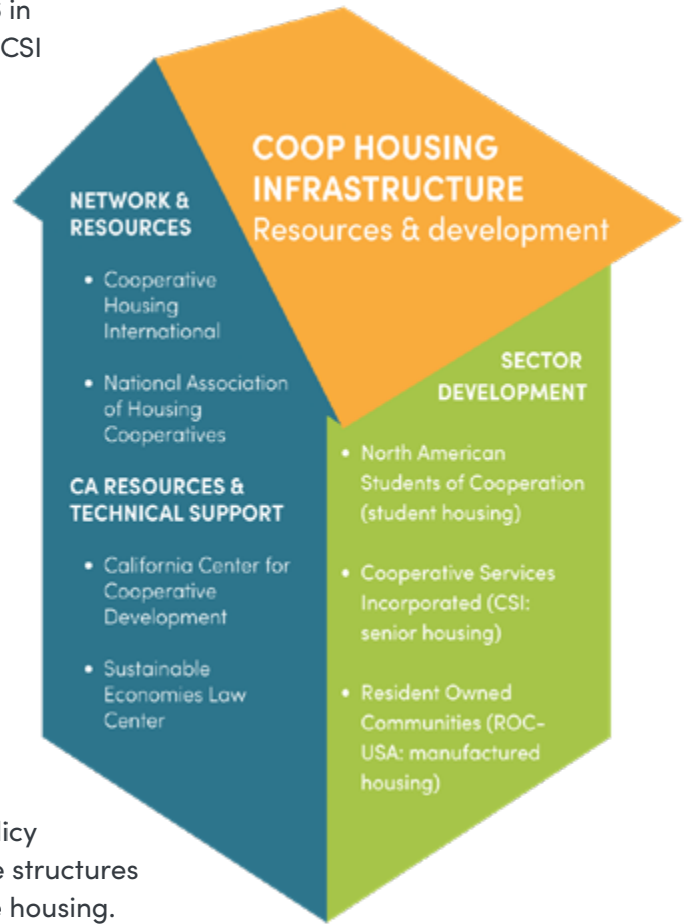 in
CSI
COOP HOUSING
INFRASTRUCTURE
Resources & development
NETWORK &
RESOURCES
• Cooperative
Housing
International
• National Association
of Housing
Cooperatives
CA RESOURCES &
TECHNICAL SUPPORT
• California Center for
Cooperative
Development
• Sustainable
Economies Law
Center
SECTOR
DEVELOPMENT
• North American
Students of Cooperation
(student housing)
• Cooperative Services
Incorporated (CSI:
senior housing)
• Resident Owned
Communities (ROC-
USA: manufactured
housing)
structures
housing.